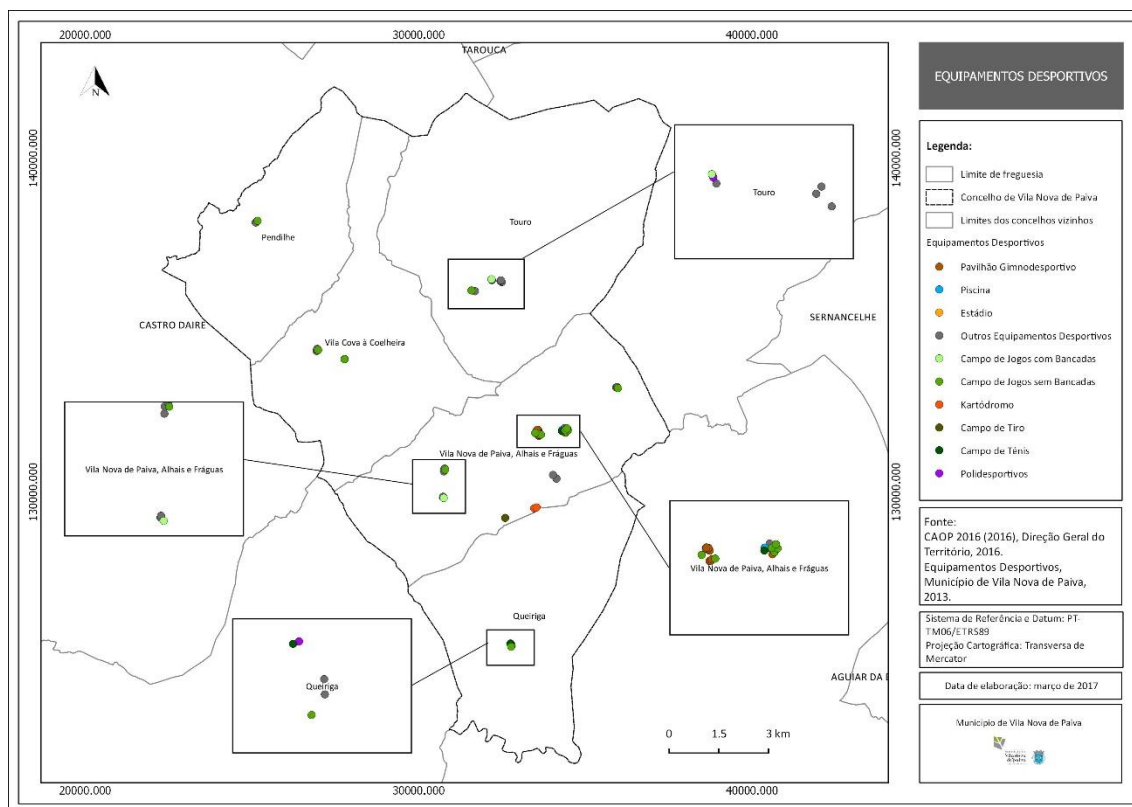 20000.000
30000.000
40000.000
TAROUCA
N
140000.000
140000.000
Touro
Touro
Pendilhe
CASTRO DAIRE
Vila Cova à Coelheira
SERNANCELHE
130000.000
130000.000
Vila Nova de Paiva, Alhais e Fráguas
Vila Nova de Paiva, Alhais e Fráguas
Vila Nova de Paiva, Alhais e Fráguas
Queiriga
Queiriga
AGUIAR DA B
0 1.5 3 km
20000.000
30000.000
40000.000
EQUIPAMENTOS DESPORTIVOS
Legenda:
Limite de freguesia
Concelho de Vila Nova de Paiva
Limites dos concelhos vizinhos
Equipamentos Desportivos
Pavilhão Gimnodesportivo
Piscina
Estádio
Outros Equipamentos Desportivos
Campo de Jogos com Bancadas
Campo de Jogos sem Bancadas
Kartódromo
Campo de Tiro
Campo de Ténis
Polidesportivos
Fonte:
CAOP 2016 (2016), Direção Geral do
Território, 2016.
Equipamentos Desportivos,
Município de Vila Nova de Paiva,
2013.
Sistema de Referência e Datum: PT-
TM06/ETRS89
Projeção Cartográfica: Transversa de
Mercator
Data de elaboração: março de 2017
Municipio de Vila Nova de Paiva